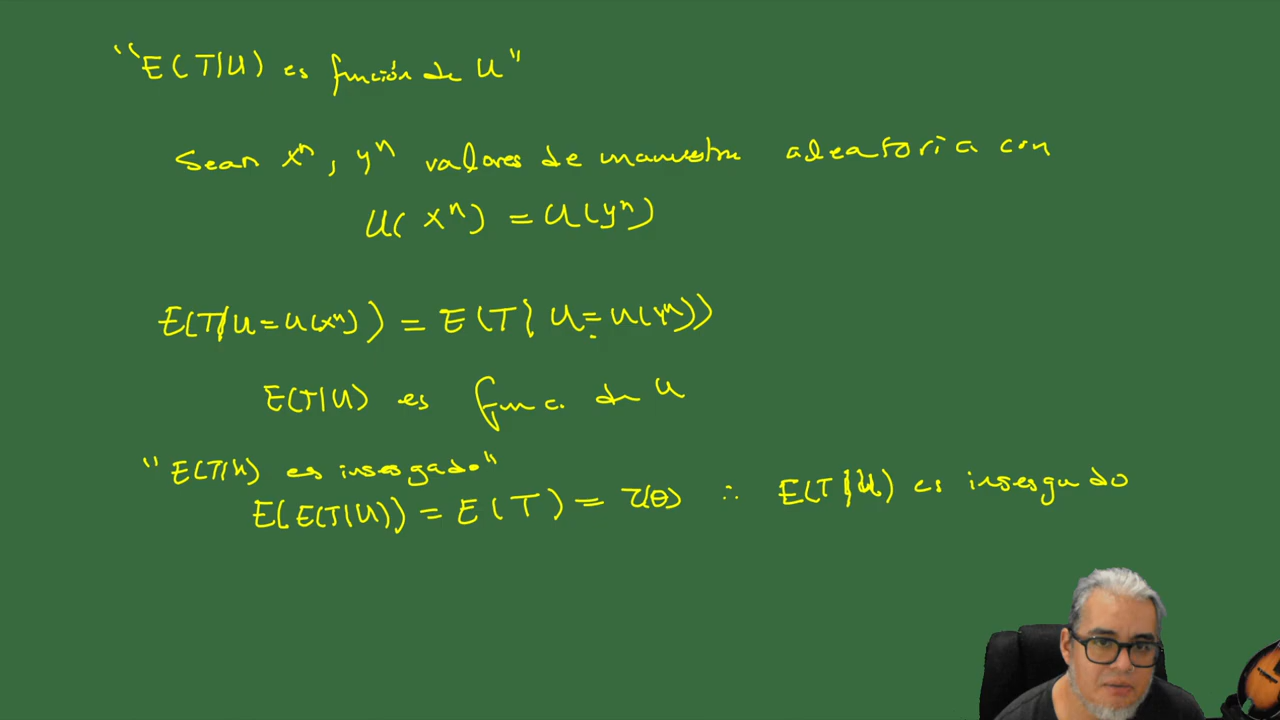 "E(T|U) es función de U"
Sean xⁿ, yⁿ valores de manuestra aleatoria con
U(xⁿ) = U(yⁿ)
E(T|U=U(xⁿ)) = E(T|U=U(yⁿ))
E(T|U) es func. de U
"E(T|U) es insesgado"
E(E(T|U)) = E(T) = τ(θ) ∴ E(T|U) es insesgado